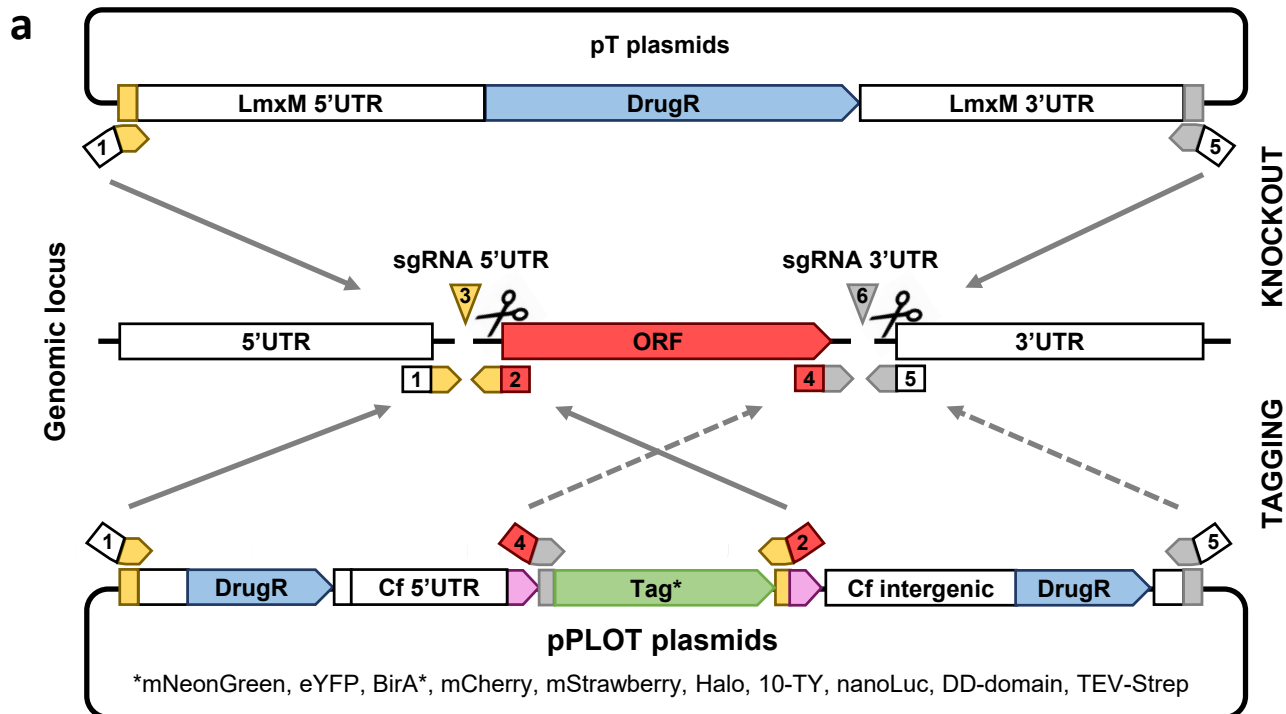 a
pT plasmids
LmxM 5’UTR DrugR LmxM 3’UTR
1 5
KNOCKOUT
Genomic locus
sgRNA 5’UTR sgRNA 3’UTR
3 6
5’UTR ORF 3’UTR
1 2 4 5
TAGGING
1 4 2 5
DrugR Cf 5’UTR Tag* Cf intergenic DrugR
pPLOT plasmids
*mNeonGreen, eYFP, BirA*, mCherry, mStrawberry, Halo, 10-TY, nanoLuc, DD-domain, TEV-Strep